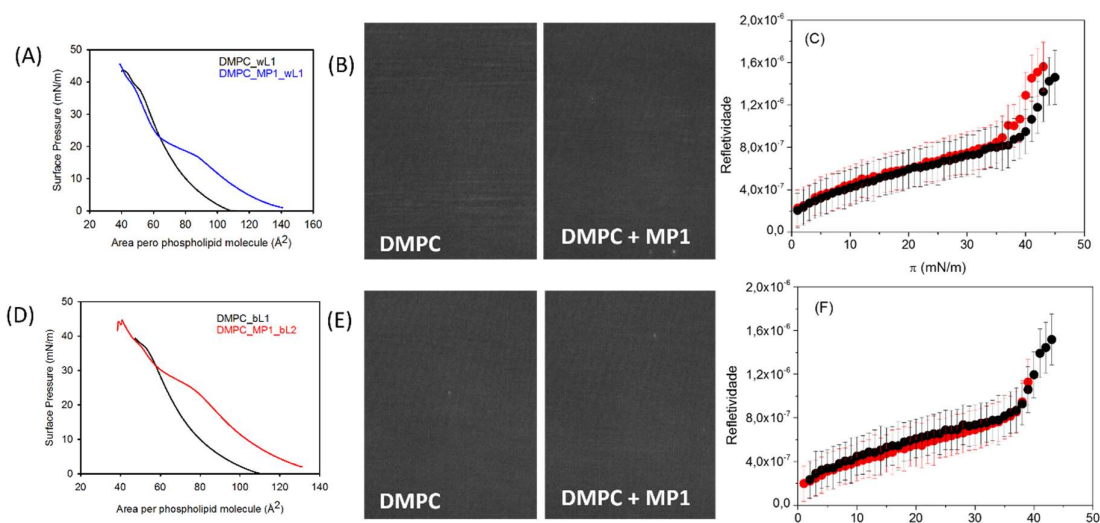 (A)
50
40
30
20
10
0
Surface Pressure (mN/m)
DMPC_wL1
DMPC_MP1_wL1
20 40 60 80 100 120 140 160
Area pero phospholipid molecule (Å2)
(B)
DMPC
DMPC + MP1
(C)
2,0x10-6
1,6x10-6
1,2x10-6
8,0x10-7
4,0x10-7
0,0
Refletividade
0 10 20 30 40 50
π (mN/m)
(D)
50
40
30
20
10
0
Surface Pressure (mN/m)
DMPC_bL1
DMPC_MP1_bL2
20 40 60 80 100 120 140
Area per phospholipid molecule (Å2)
(E)
DMPC
DMPC + MP1
(F)
2,0x10-6
1,6x10-6
1,2x10-6
8,0x10-7
4,0x10-7
0,0
Refletividade
0 10 20 30 40 50